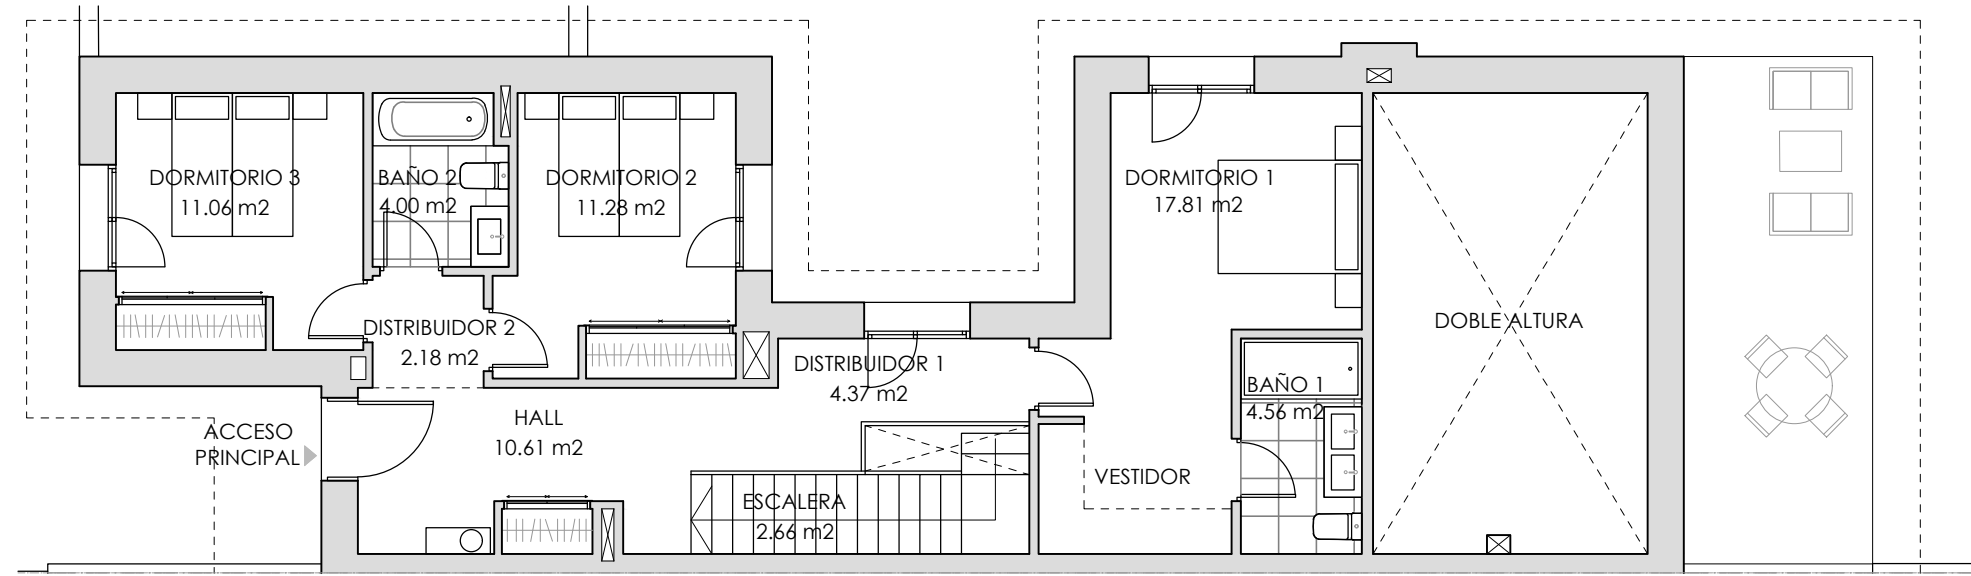 DORMITORIO 3
11.06 m2
BAÑO 2
4.00 m2
DORMITORIO 2
11.28 m2
DORMITORIO 1
17.81 m2
DISTRIBUIDOR 2
2.18 m2
DISTRIBUIDOR 1
4.37 m2
DOBLE ALTURA
BAÑO 1
4.56 m2
HALL
10.61 m2
ACCESO
PRINCIPAL
VESTIDOR
ESCALERA
2.66 m2